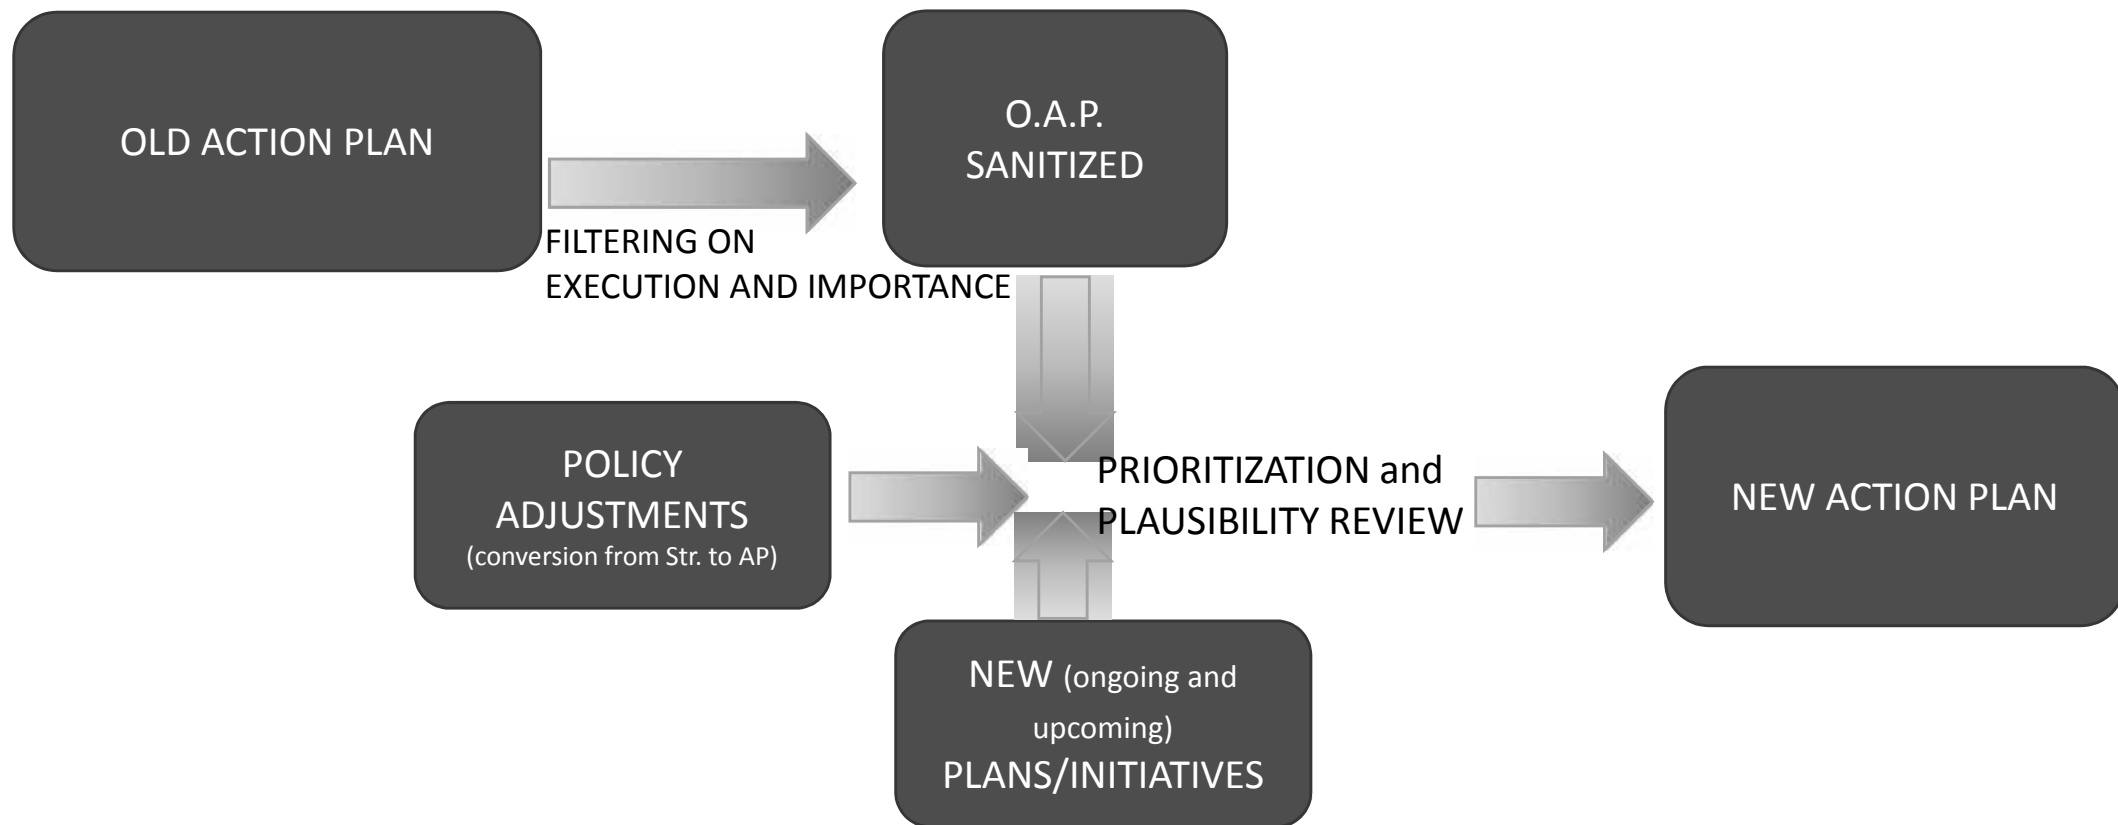 OLD ACTION PLAN
O.A.P.
SANITIZED
FILTERING ON
EXECUTION AND IMPORTANCE
POLICY
ADJUSTMENTS
(conversion from Str. to AP)
PRIORITIZATION and
PLAUSIBILITY REVIEW
NEW ACTION PLAN
NEW (ongoing and
upcoming)
PLANS/INITIATIVES